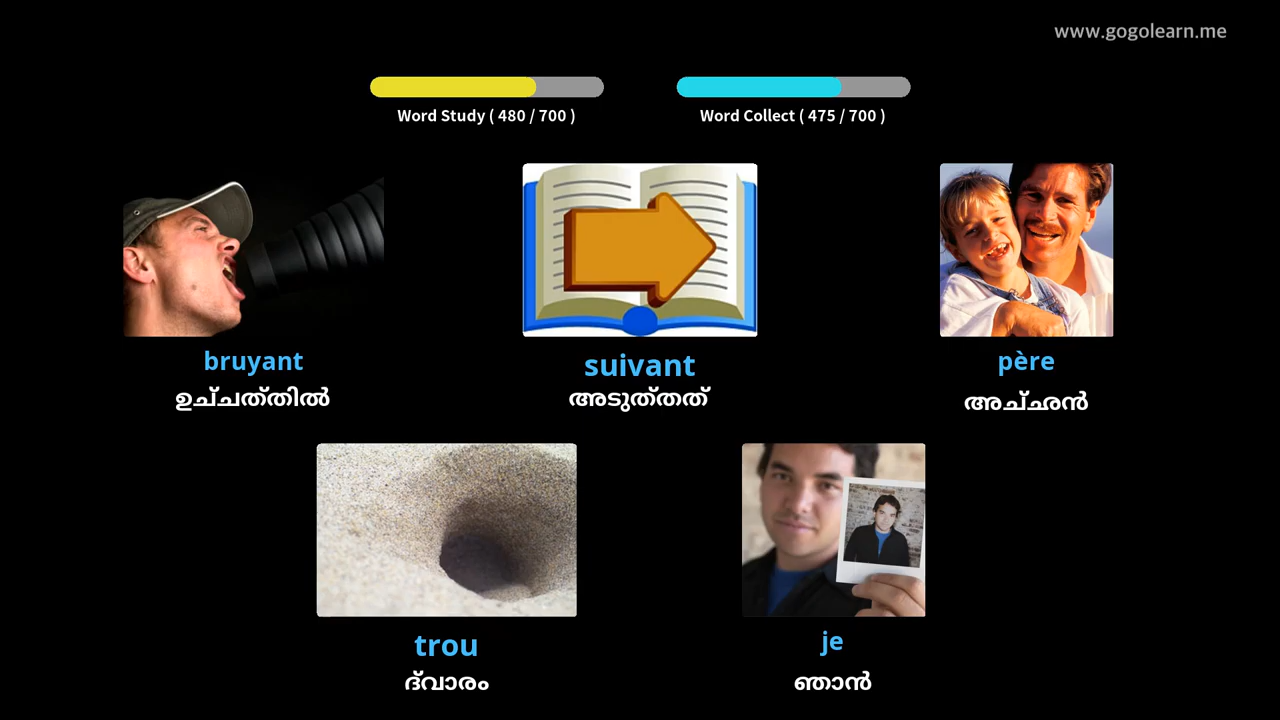 www.gogolearn.me
Word Study ( 480 / 700 )
Word Collect ( 475 / 700 )
bruyant
ഉച്ചത്തിൽ
suivant
അടുത്തത്
père
അച്ഛൻ
trou
ദ്വാരം
je
ഞാൻ